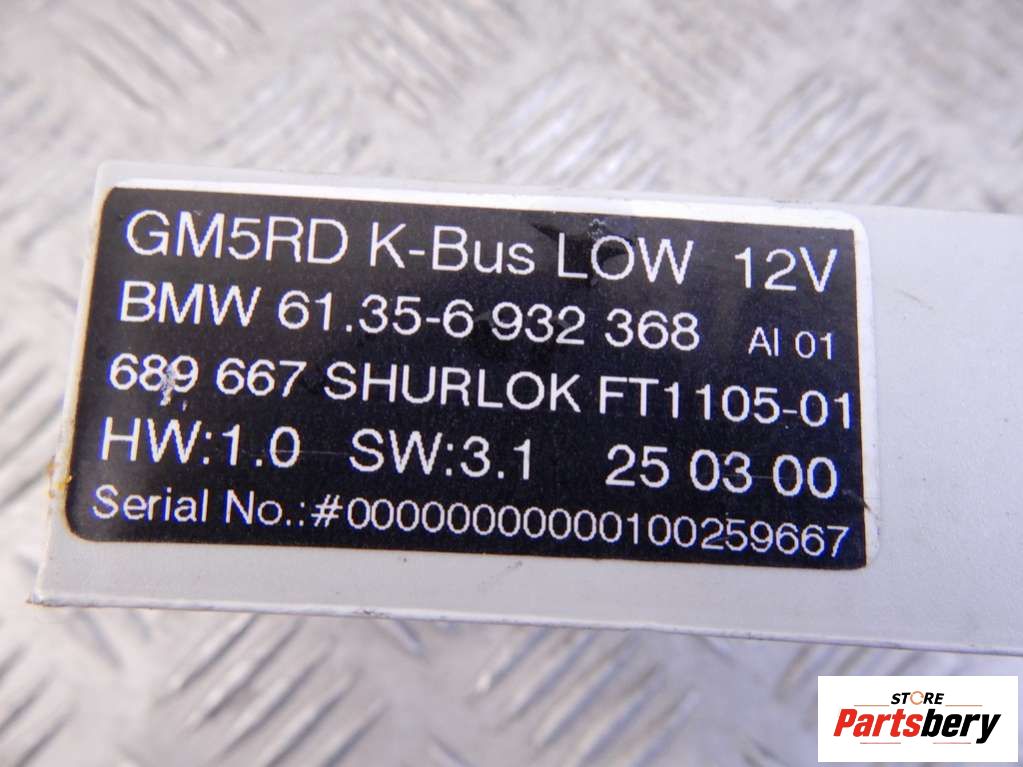 GM5RD K-Bus LOW 12V
BMW 61.35-6 932 368 AI 01
689 667 SHURLOK FT1105-01
HW:1.0 SW:3.1 25 03 00
Serial No.:#00000000000100259667
STORE
Partsbery